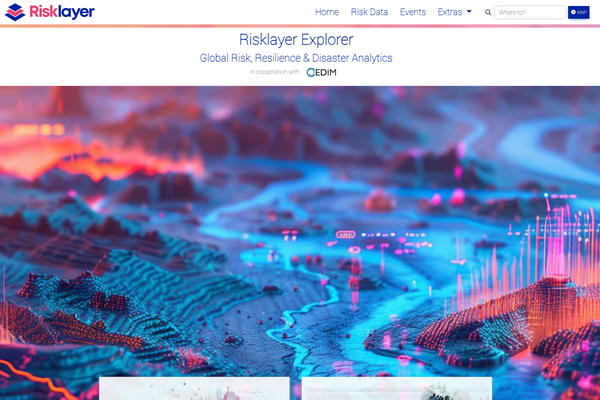 Risklayer Home Risk Data Events Extras Where to? MAP
Risklayer Explorer
Global Risk, Resilience & Disaster Analytics
in cooperation with CEDIM